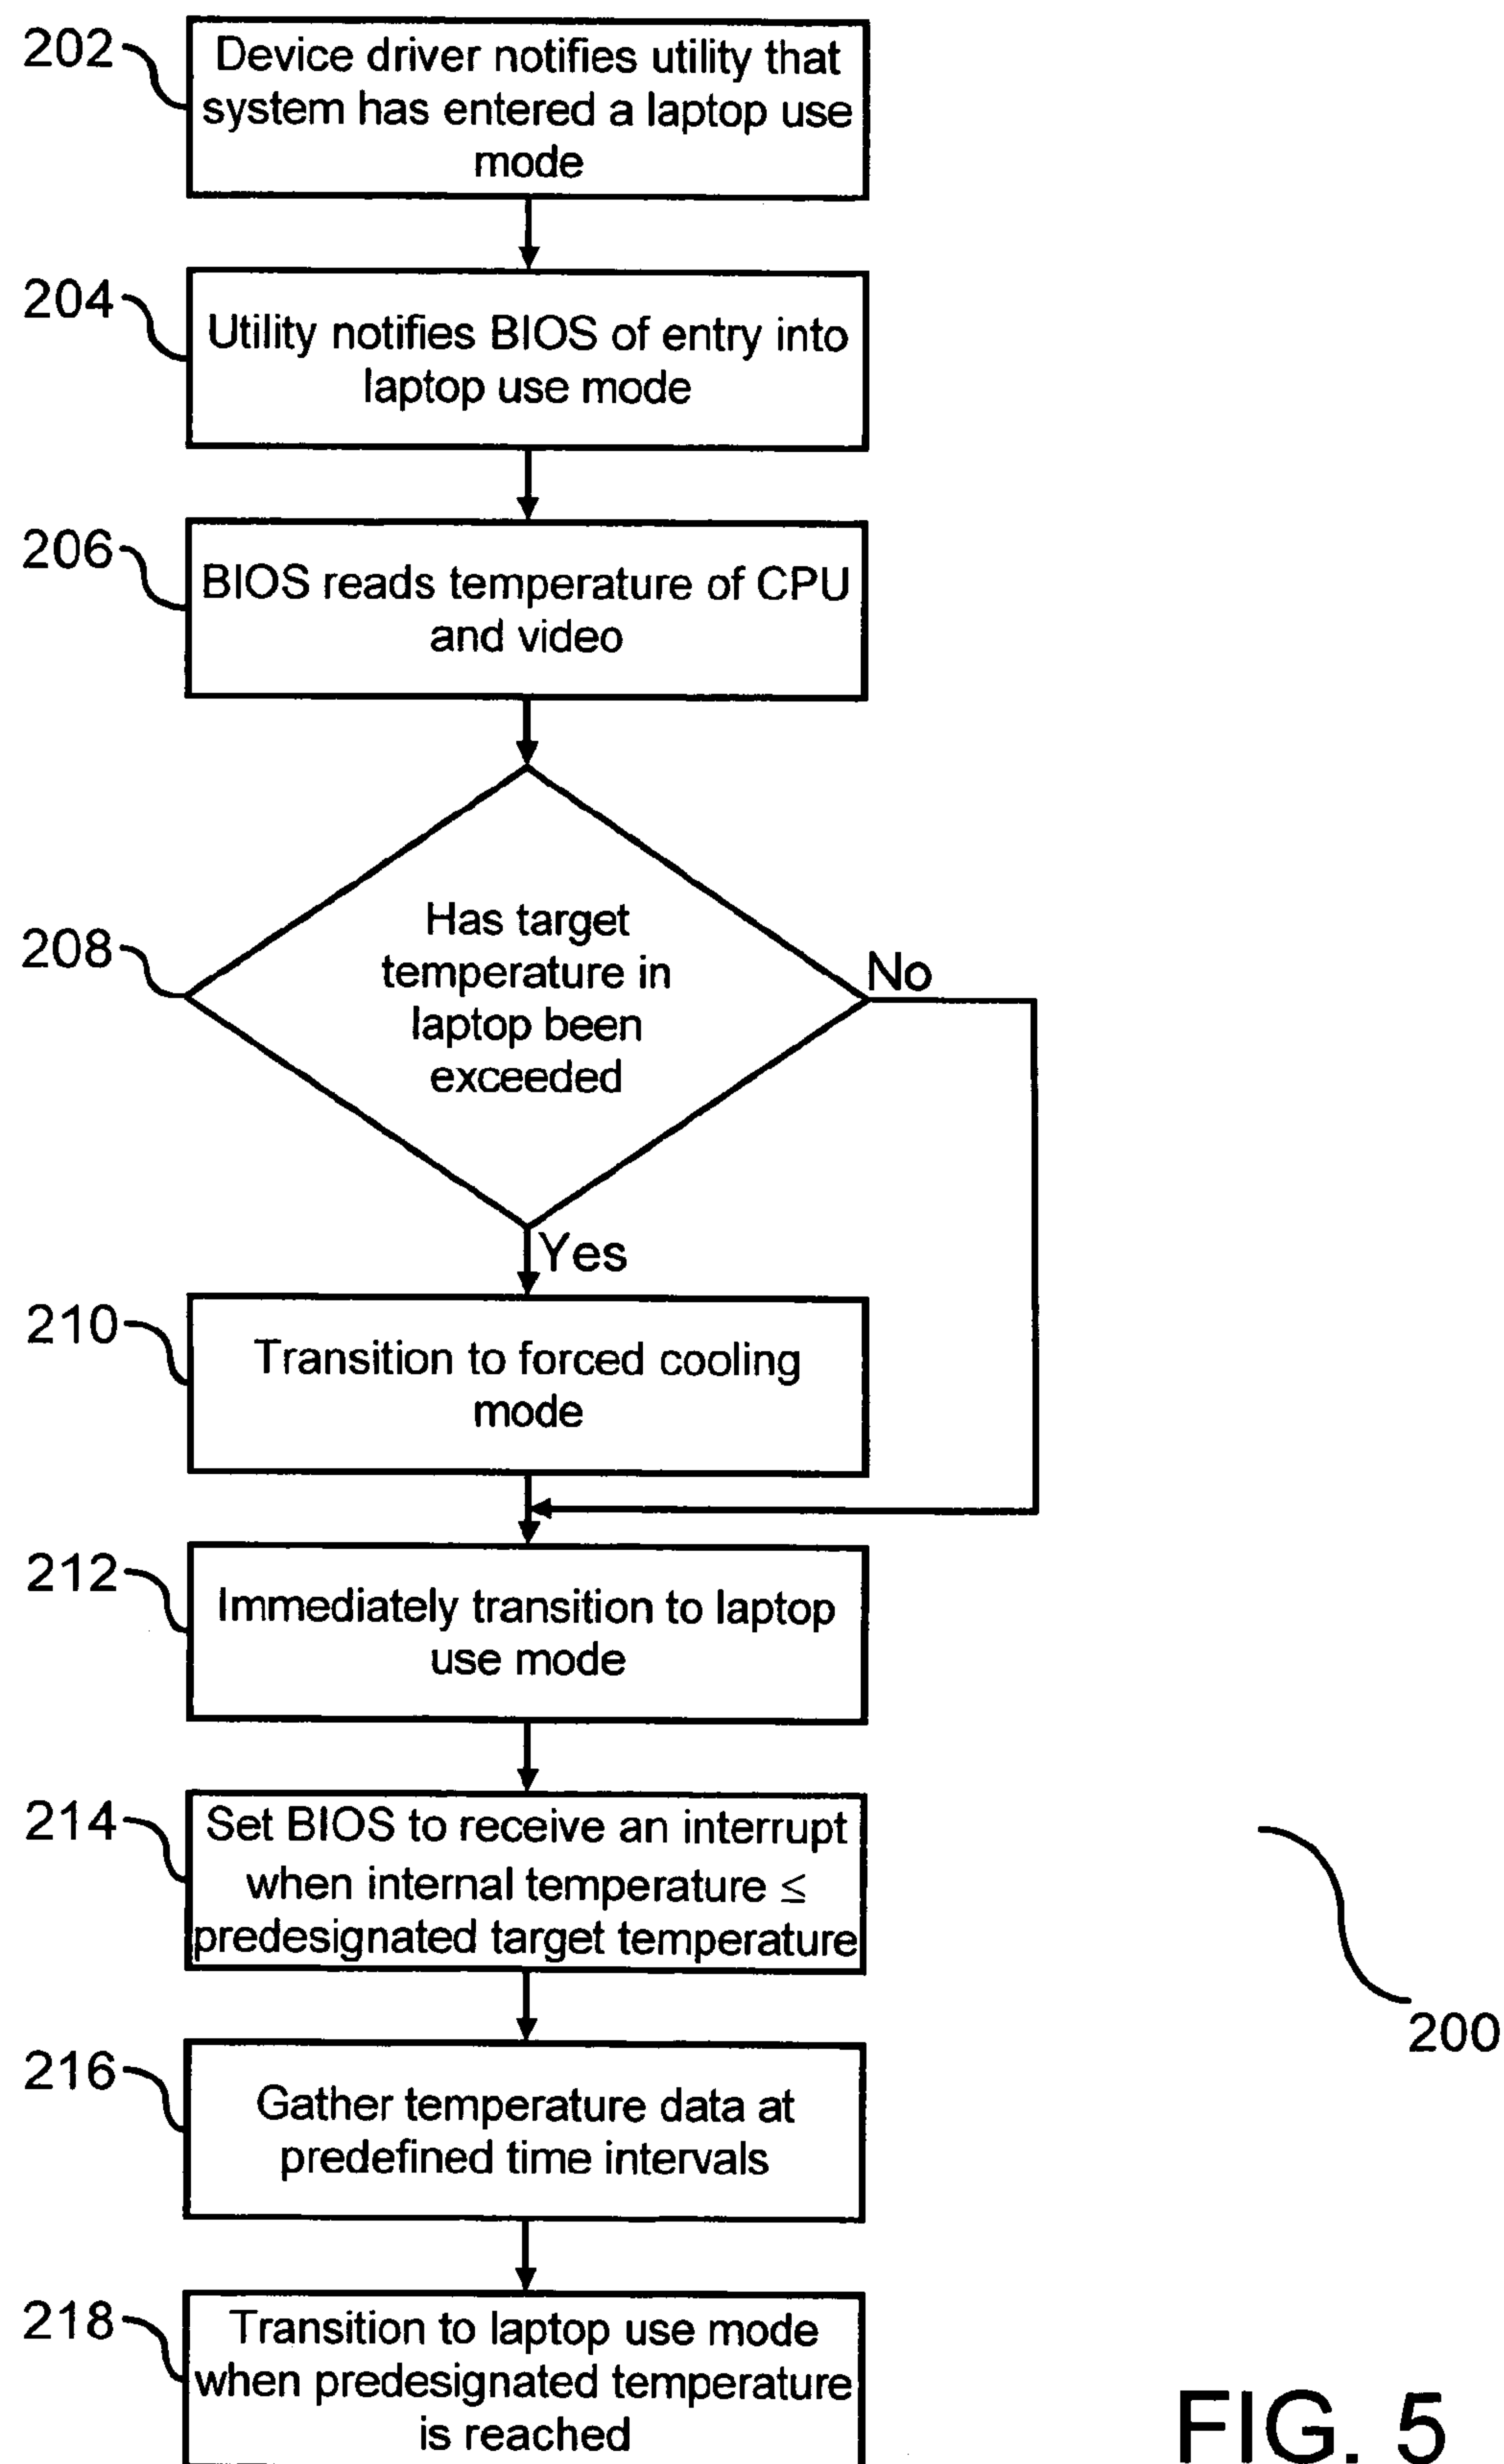 202
Device driver notifies utility that
system has entered a laptop use
mode
204
Utility notifies BIOS of entry into
laptop use mode
206
BIOS reads temperature of CPU
and video
208
Has target
temperature in
laptop been
exceeded
No
Yes
210
Transition to forced cooling
mode
212
Immediately transition to laptop
use mode
214
Set BIOS to receive an interrupt
when internal temperature ≤
predesignated target temperature
200
216
Gather temperature data at
predefined time intervals
218
Transition to laptop use mode
when predesignated temperature
is reached
FIG. 5